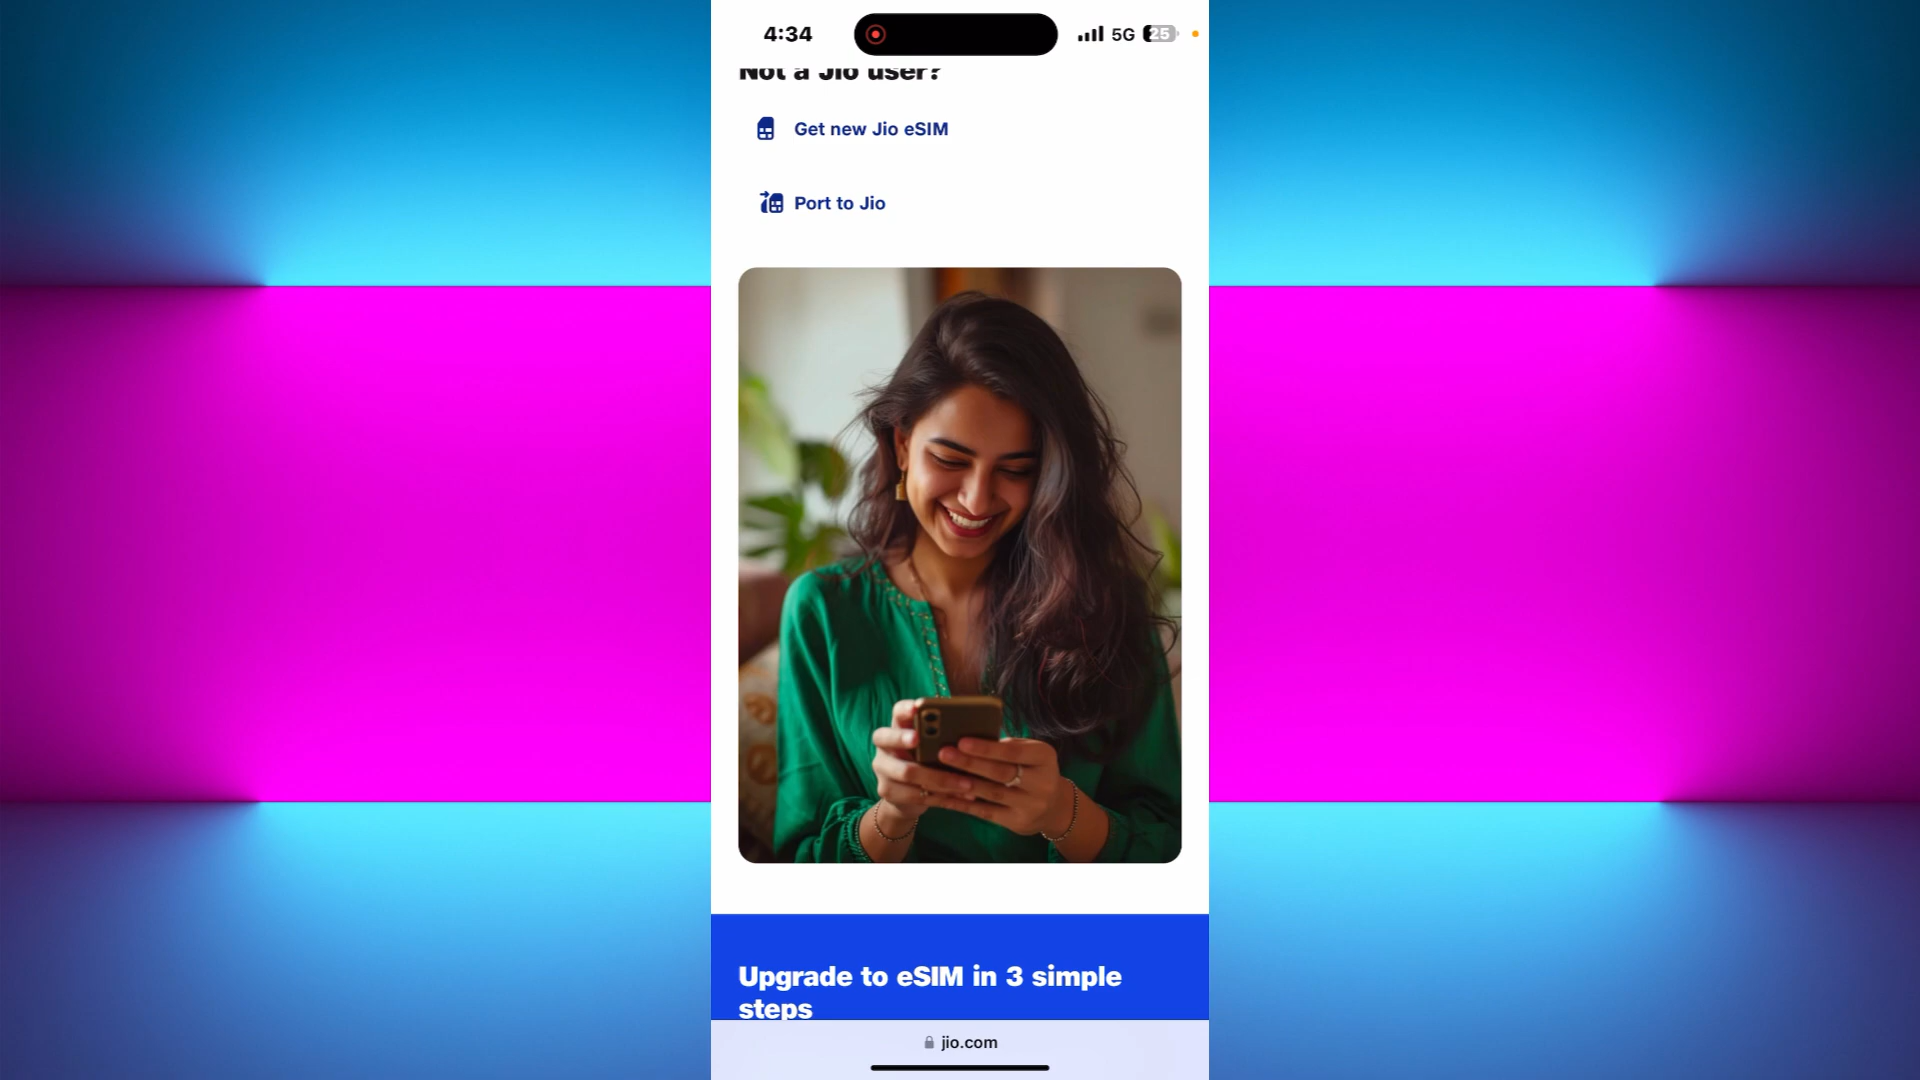 4:34
5G
25
Not a Jio user?
Get new Jio eSIM
Port to Jio
Upgrade to eSIM in 3 simple
steps
jio.com